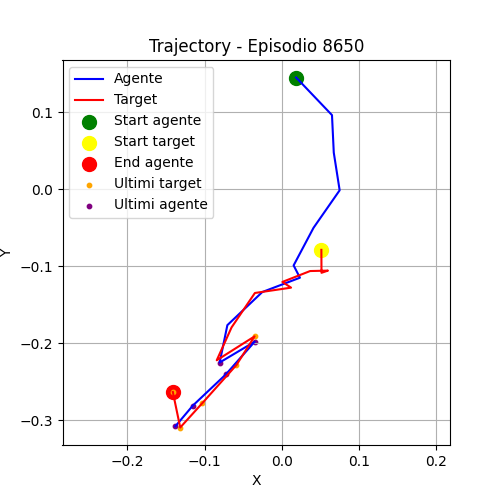 Trajectory - Episodio 8650
Agente
Target
Start agente
Start target
End agente
Ultimi target
Ultimi agente
0.1
0.0
−0.1
−0.2
−0.3
Y
−0.2
−0.1
0.0
0.1
0.2
X